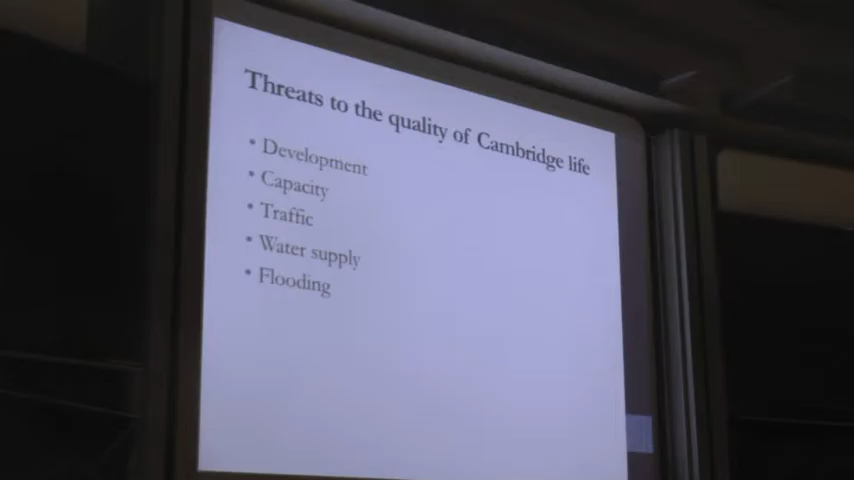 Threats to the quality of Cambridge life
• Development
• Capacity
• Traffic
• Water supply
• Flooding